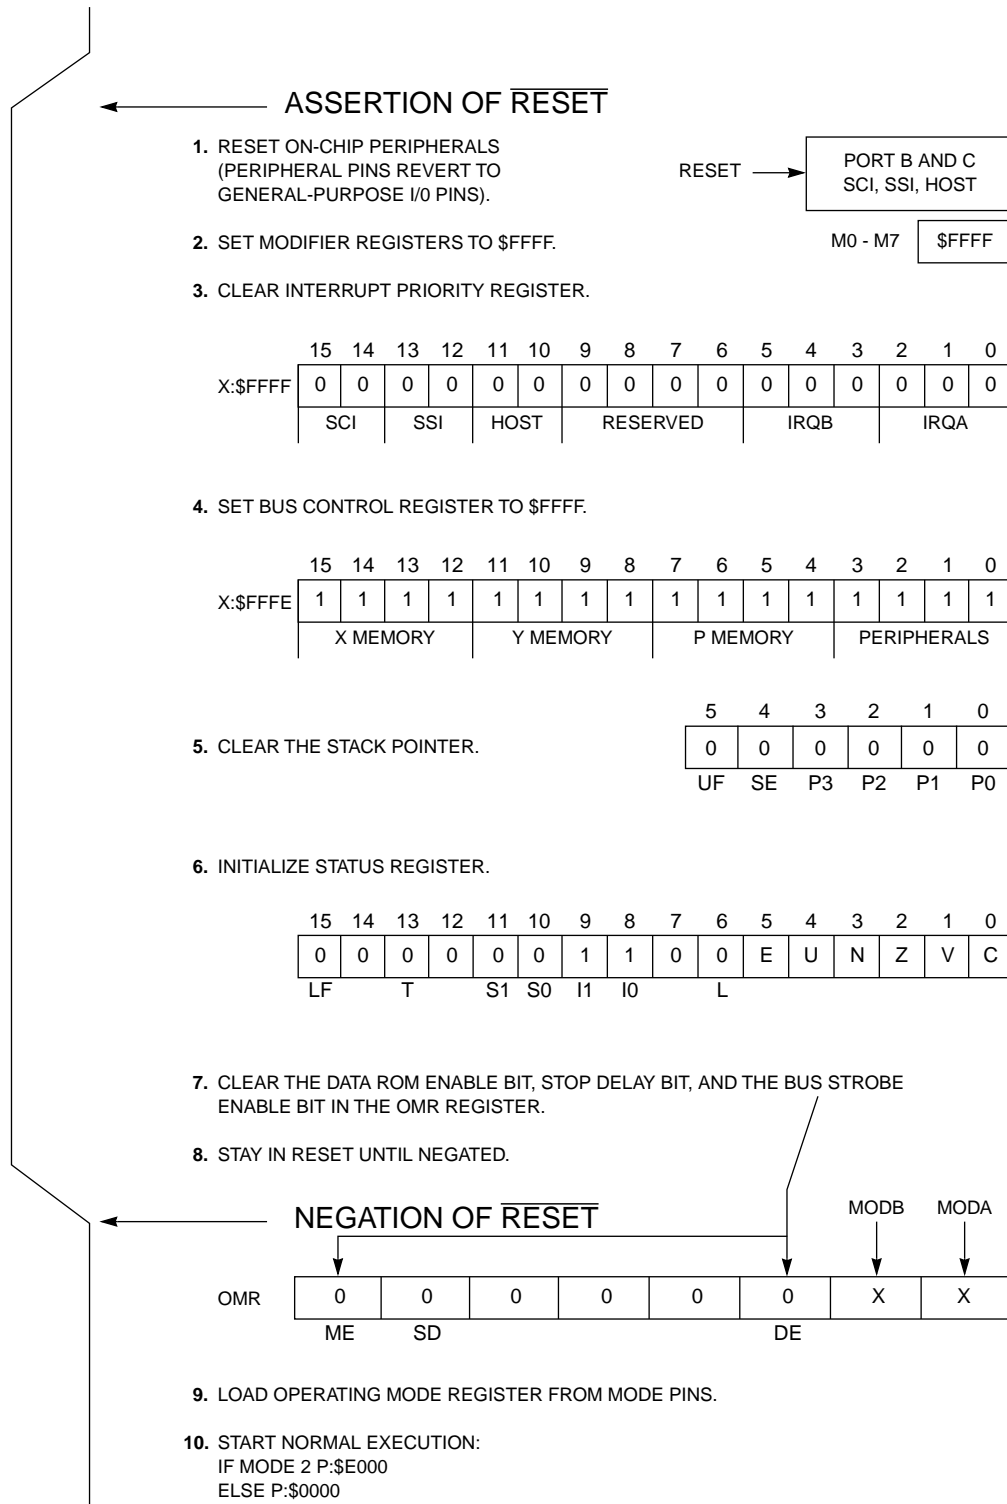 ASSERTION OF RESET
1. RESET ON-CHIP PERIPHERALS
(PERIPHERAL PINS REVERT TO
GENERAL-PURPOSE I/0 PINS).
RESET
PORT B AND C
SCI, SSI, HOST
2. SET MODIFIER REGISTERS TO $FFFF.
M0 - M7 $FFFF
3. CLEAR INTERRUPT PRIORITY REGISTER.
15 14 13 12 11 10 9 8 7 6 5 4 3 2 1 0
X:$FFFF 0 0 0 0 0 0 0 0 0 0 0 0 0 0 0 0
SCI SSI HOST RESERVED IRQB IRQA
4. SET BUS CONTROL REGISTER TO $FFFF.
15 14 13 12 11 10 9 8 7 6 5 4 3 2 1 0
X:$FFFE 1 1 1 1 1 1 1 1 1 1 1 1 1 1 1 1
X MEMORY Y MEMORY P MEMORY PERIPHERALS
5 4 3 2 1 0
5. CLEAR THE STACK POINTER. 0 0 0 0 0 0
UF SE P3 P2 P1 P0
6. INITIALIZE STATUS REGISTER.
15 14 13 12 11 10 9 8 7 6 5 4 3 2 1 0
0 0 0 0 0 0 1 1 0 0 E U N Z V C
LF T S1 S0 I1 I0 L
7. CLEAR THE DATA ROM ENABLE BIT, STOP DELAY BIT, AND THE BUS STROBE
ENABLE BIT IN THE OMR REGISTER.
8. STAY IN RESET UNTIL NEGATED.
NEGATION OF RESET
MODB MODA
OMR 0 0 0 0 0 0 X X
ME SD DE
9. LOAD OPERATING MODE REGISTER FROM MODE PINS.
10. START NORMAL EXECUTION:
IF MODE 2 P:$E000
ELSE P:$0000